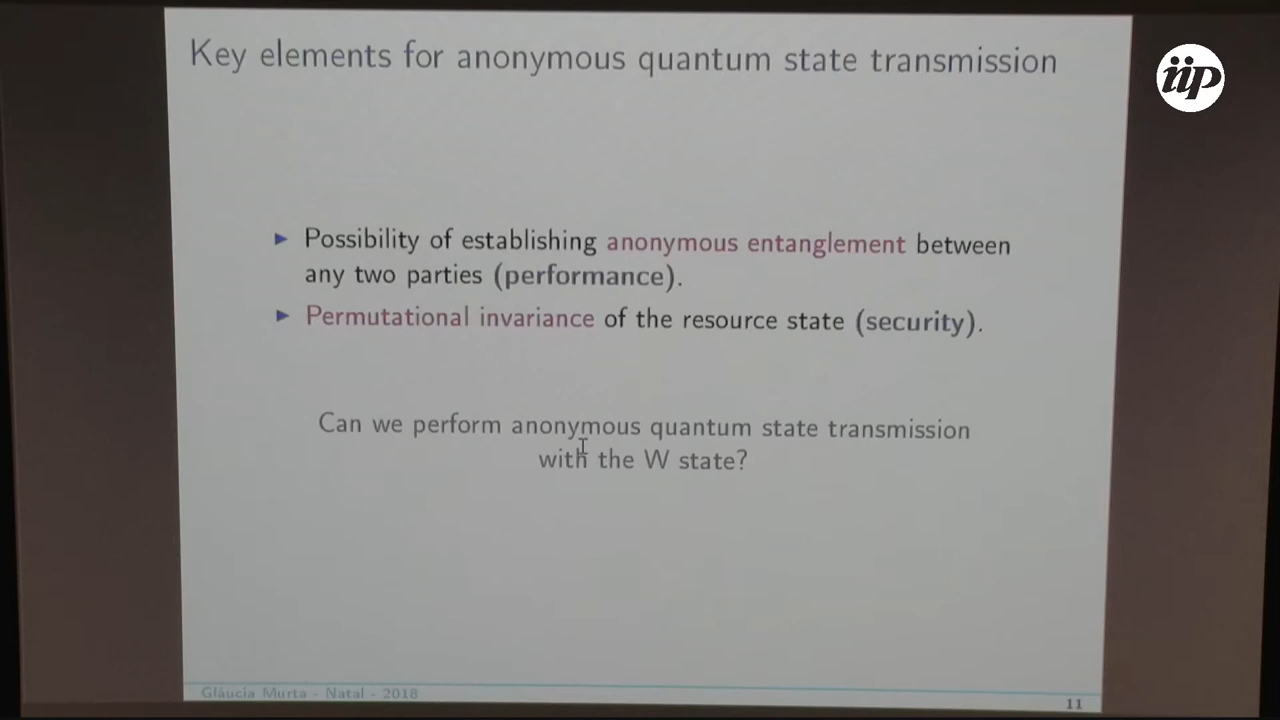 Key elements for anonymous quantum state transmission
iip
▶ Possibility of establishing anonymous entanglement between
any two parties (performance).
▶ Permutational invariance of the resource state (security).
Can we perform anonymous quantum state transmission
with the W state?
Gláucia Murta - Natal - 2018
11